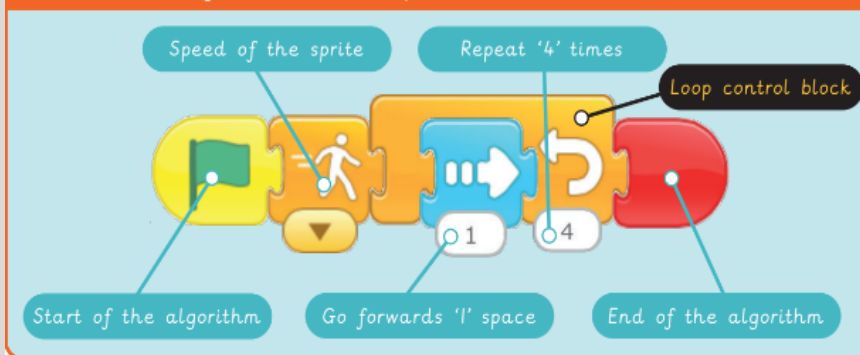 Speed of the sprite
Repeat '4' times
Loop control block
1
4
Start of the algorithm
Go forwards '1' space
End of the algorithm